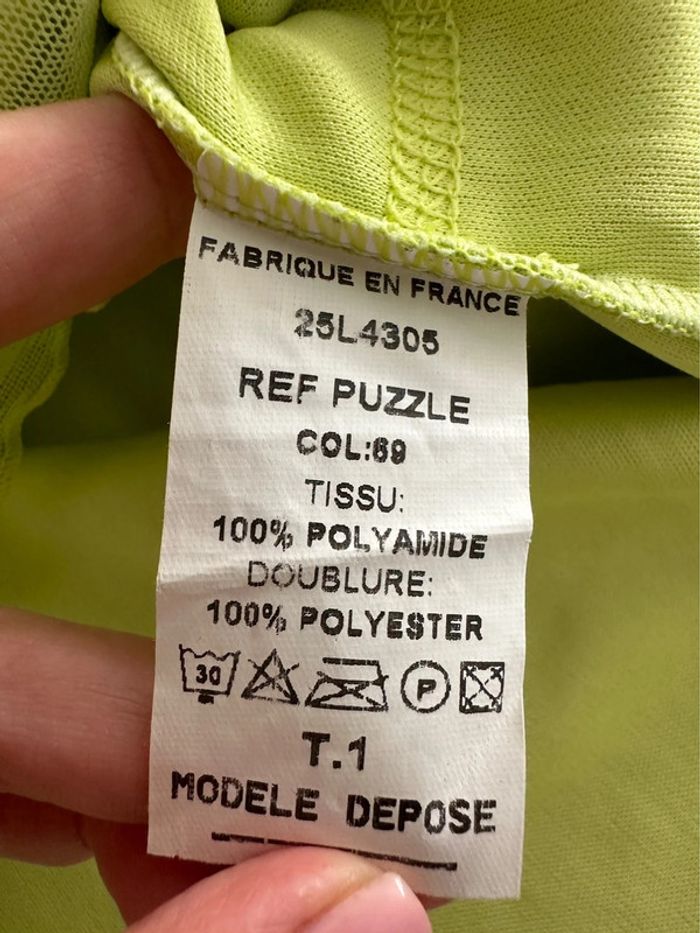 FABRIQUE EN FRANCE
25L4305
REF PUZZLE
COL:69
TISSU:
100% POLYAMIDE
DOUBLURE:
100% POLYESTER
30 P
T.1
MODELE DEPOSE